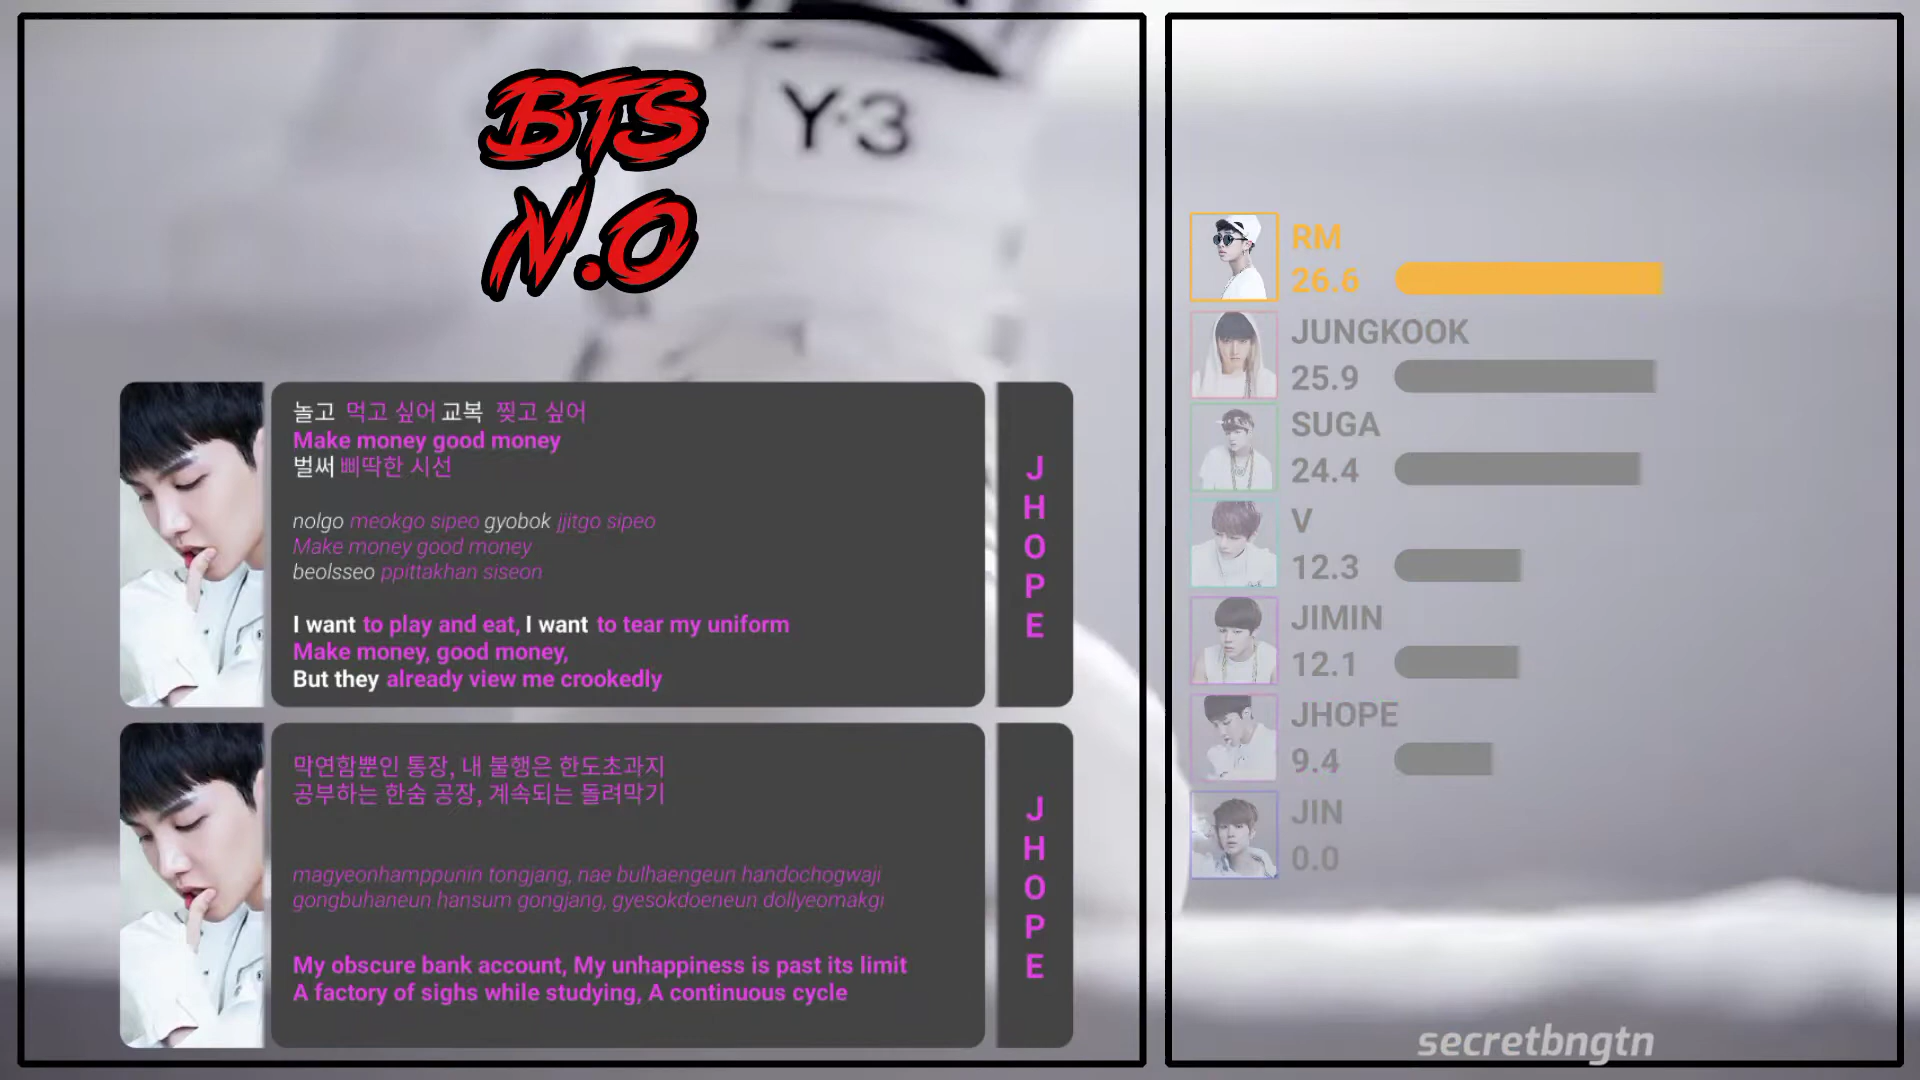 BTS
N.O
Y-3
놀고 먹고 싶어 교복 찢고 싶어
Make money good money
벌써 삐딱한 시선
nolgo meokgo sipeo gyobok jjitgo sipeo
Make money good money
beolsseo ppittakhan siseon
I want to play and eat, I want to tear my uniform
Make money, good money,
But they already view me crookedly
JHOPE
막연함뿐인 통장, 내 불행은 한도초과지
공부하는 한숨 공장, 계속되는 돌려막기
magyeonhamppunin tongjang, nae bulhaengeun handochogwaji
gongbuhaneun hansum gongjang, gyesokdoeneun dollyeomakgi
My obscure bank account, My unhappiness is past its limit
A factory of sighs while studying, A continuous cycle
JHOPE
RM
26.6
JUNGKOOK
25.9
SUGA
24.4
V
12.3
JIMIN
12.1
JHOPE
9.4
JIN
0.0
secretbngtn